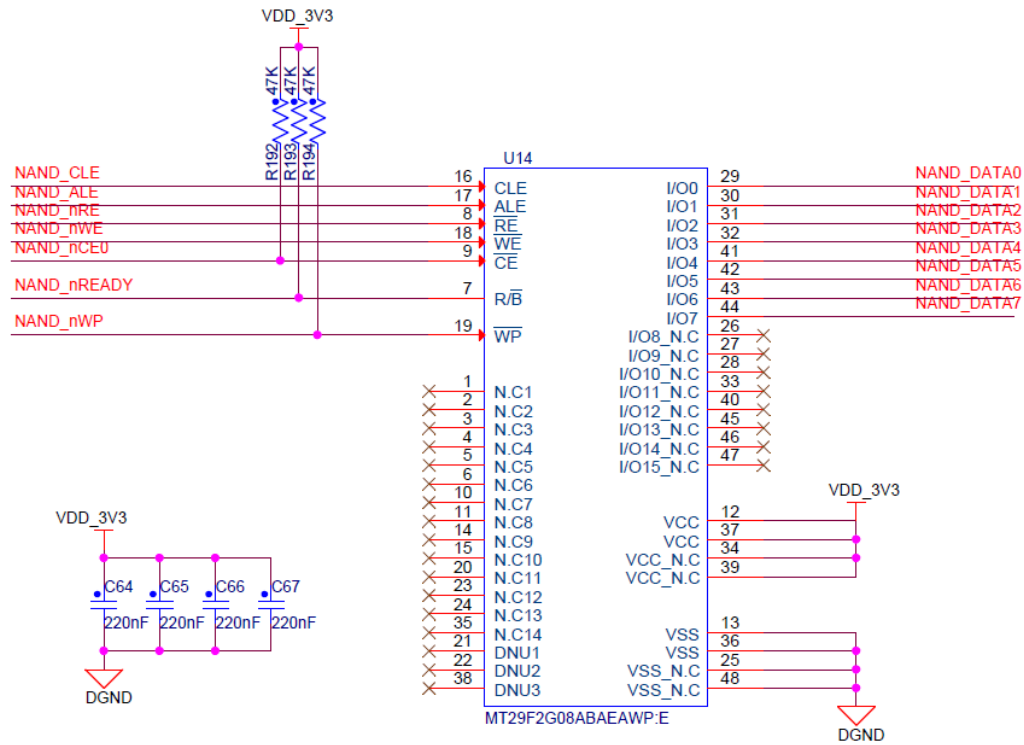 VDD_3V3
47K
47K
47K
R192
R193
R194
U14
NAND_CLE
16
CLE
NAND_ALE
17
ALE
NAND_nRE
8
RE
NAND_nWE
18
WE
NAND_nCE0
9
CE
NAND_nREADY
7
R/B
NAND_nWP
19
WP
1
N.C1
2
N.C2
3
N.C3
4
N.C4
5
N.C5
6
N.C6
10
N.C7
11
N.C8
14
N.C9
15
N.C10
20
N.C11
23
N.C12
24
N.C13
35
N.C14
21
DNU1
22
DNU2
38
DNU3
I/O0
29
NAND_DATA0
I/O1
30
NAND_DATA1
I/O2
31
NAND_DATA2
I/O3
32
NAND_DATA3
I/O4
41
NAND_DATA4
I/O5
42
NAND_DATA5
I/O6
43
NAND_DATA6
I/O7
44
NAND_DATA7
I/O8_N.C
26
I/O9_N.C
27
I/O10_N.C
28
I/O11_N.C
33
I/O12_N.C
40
I/O13_N.C
45
I/O14_N.C
46
I/O15_N.C
47
VDD_3V3
VCC
12
VCC
37
VCC_N.C
34
VCC_N.C
39
VSS
13
VSS
36
VSS_N.C
25
VSS_N.C
48
DGND
MT29F2G08ABAEAWP:E
VDD_3V3
C64
C65
C66
C67
220nF
220nF
220nF
220nF
DGND